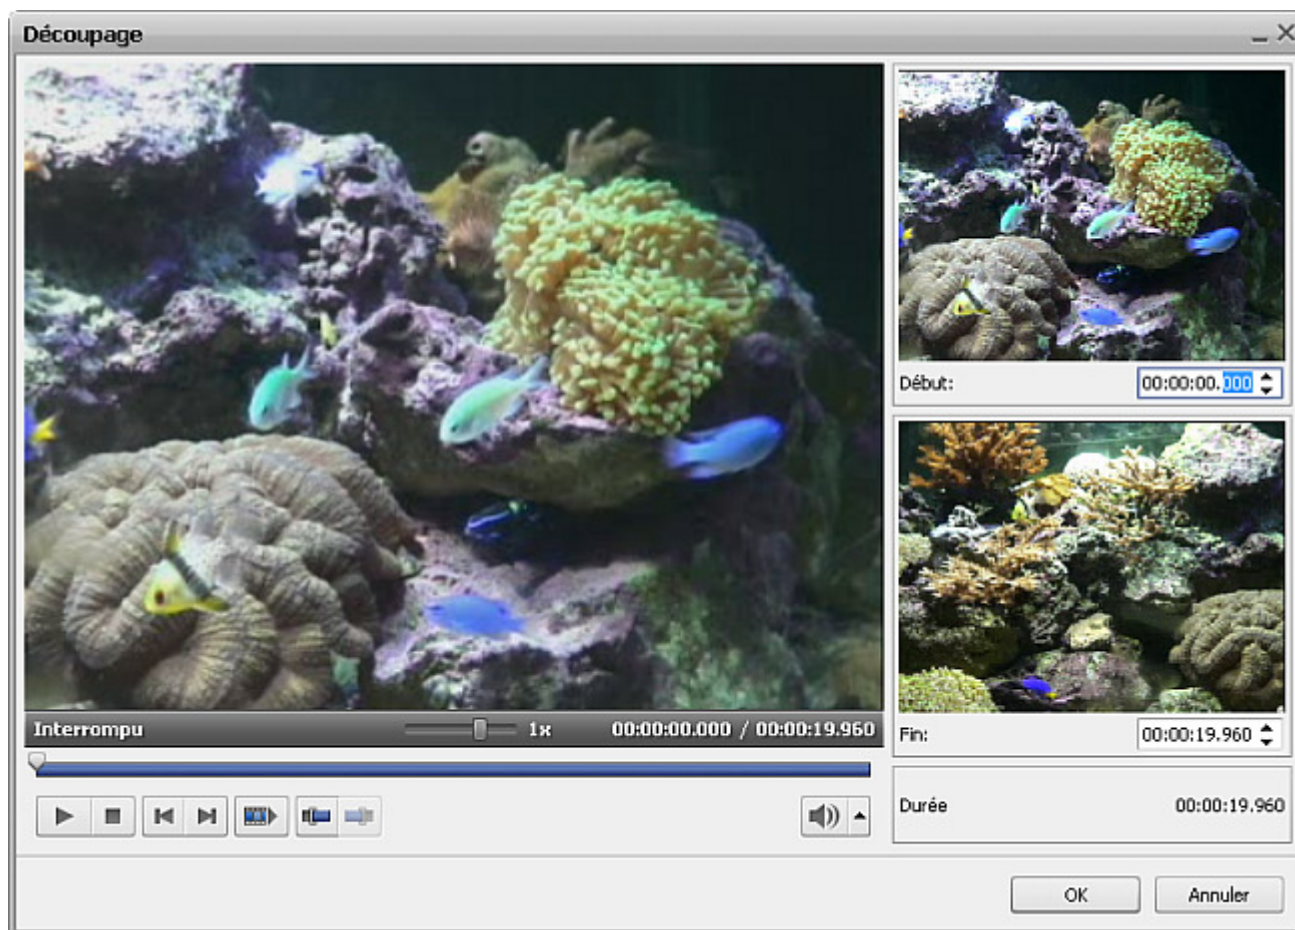 Découpage
Début: 00:00:00.000
Interrompu 1x 00:00:00.000 / 00:00:19.960
Fin: 00:00:19.960
Durée 00:00:19.960
OK Annuler